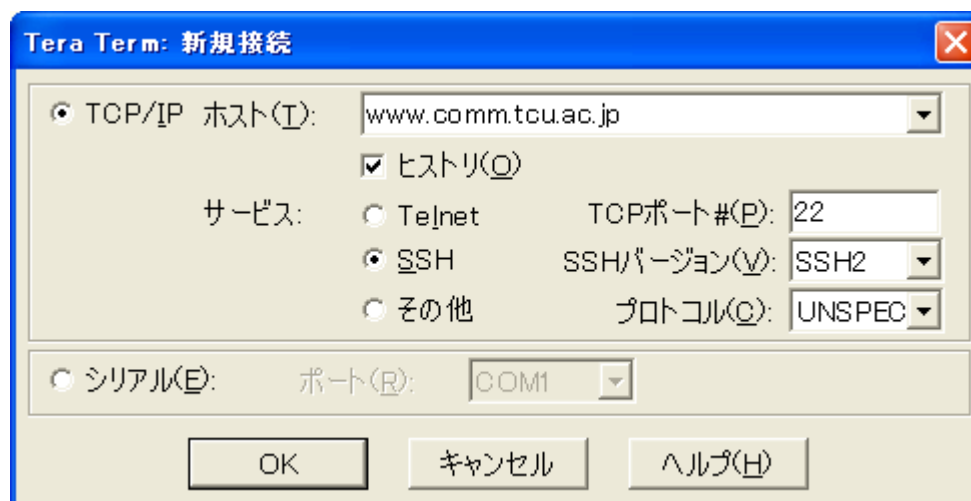 Tera Term: 新規接続
TCP/IP ホスト(T): www.comm.tcu.ac.jp
ヒストリ(O)
サービス: Telnet TCPポート#(P): 22
SSH SSHバージョン(V): SSH2
その他 プロトコル(C): UNSPEC
シリアル(E): ポート(R): COM1
OK キャンセル ヘルプ(H)